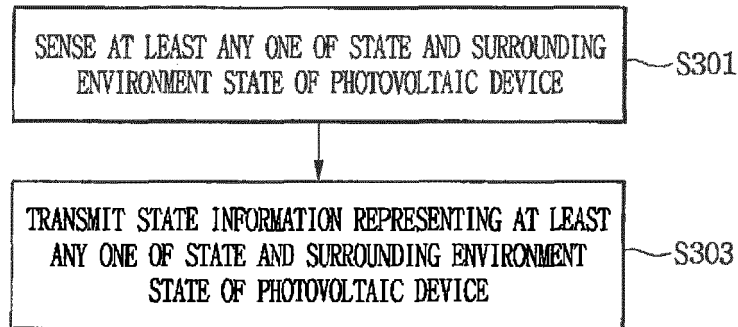 SENSE AT LEAST ANY ONE OF STATE AND SURROUNDING
ENVIRONMENT STATE OF PHOTOVOLTAIC DEVICE
S301
TRANSMIT STATE INFORMATION REPRESENTING AT LEAST
ANY ONE OF STATE AND SURROUNDING ENVIRONMENT
STATE OF PHOTOVOLTAIC DEVICE
S303